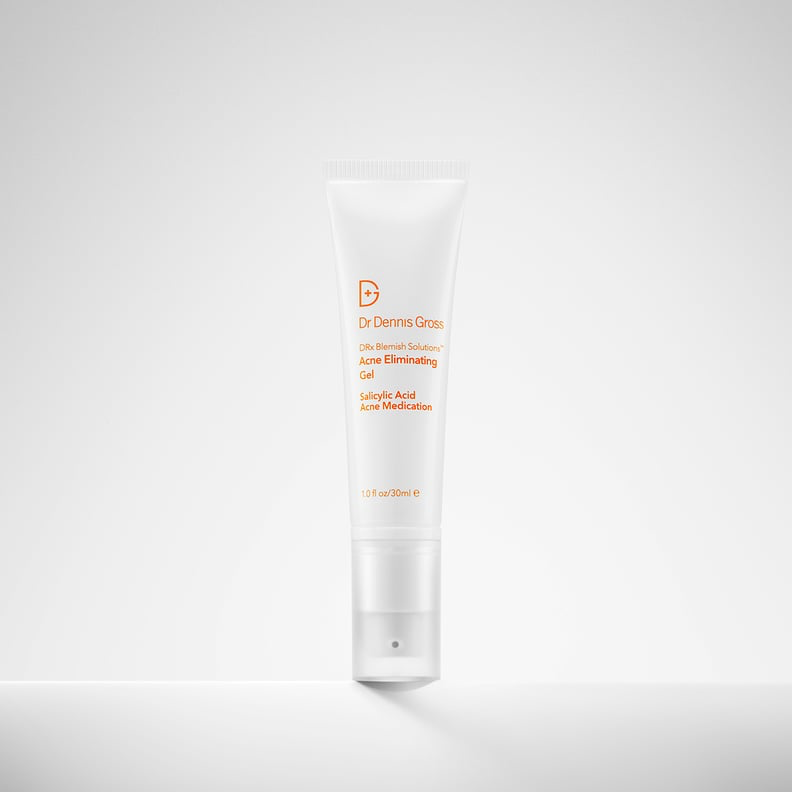 Dr Dennis Gross
DRx Blemish Solutions™
Acne Eliminating
Gel
Salicylic Acid
Acne Medication
1.0 fl oz/30ml ℮